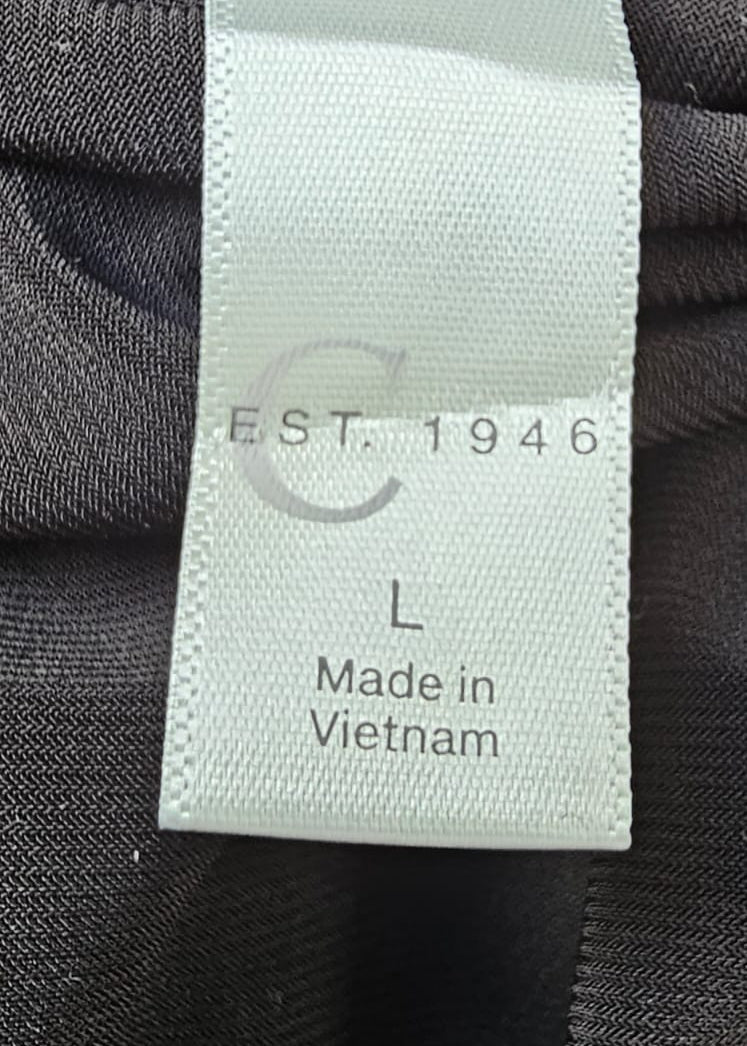 C
EST. 1946
L
Made in
Vietnam